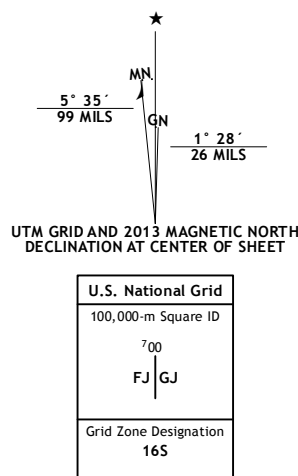 ★
MN.
5° 35´
99 MILS
GN
1° 28´
26 MILS
UTM GRID AND 2013 MAGNETIC NORTH
DECLINATION AT CENTER OF SHEET
U.S. National Grid
100,000-m Square ID
⁷00
FJ GJ
Grid Zone Designation
16S